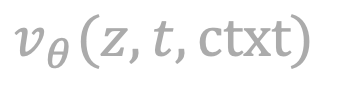 v_θ(z, t, ctxt)